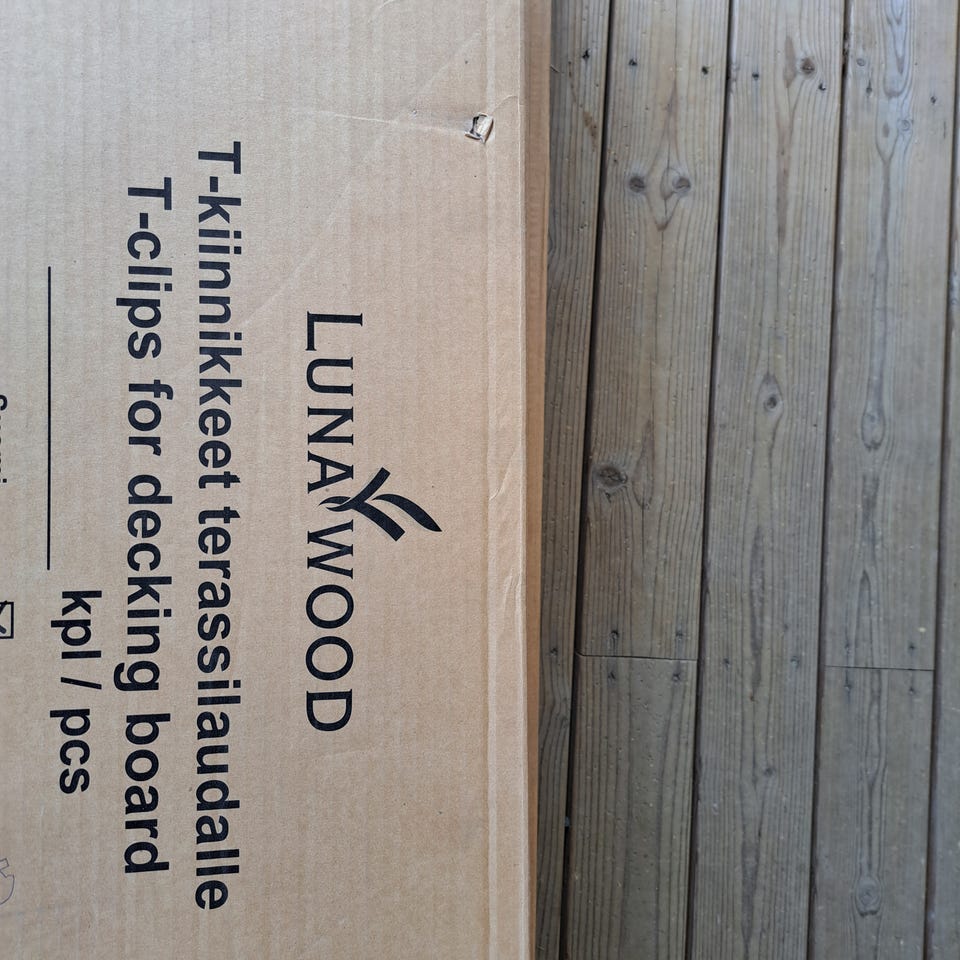 LUNAWOOD
T-kiinnikkeet terassilaudalle
T-clips for decking board
kpl / pcs